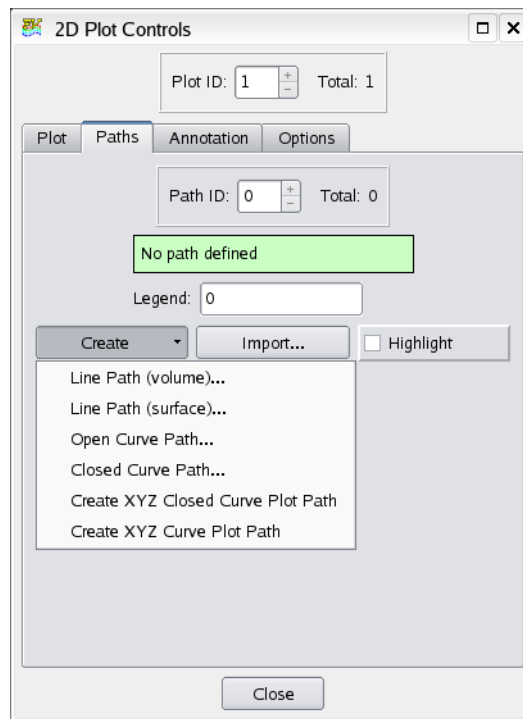 2D Plot Controls
Plot ID: 1 Total: 1
Plot Paths Annotation Options
Path ID: 0 Total: 0
No path defined
Legend: 0
Create Import... Highlight
Line Path (volume)...
Line Path (surface)...
Open Curve Path...
Closed Curve Path...
Create XYZ Closed Curve Plot Path
Create XYZ Curve Plot Path
Close